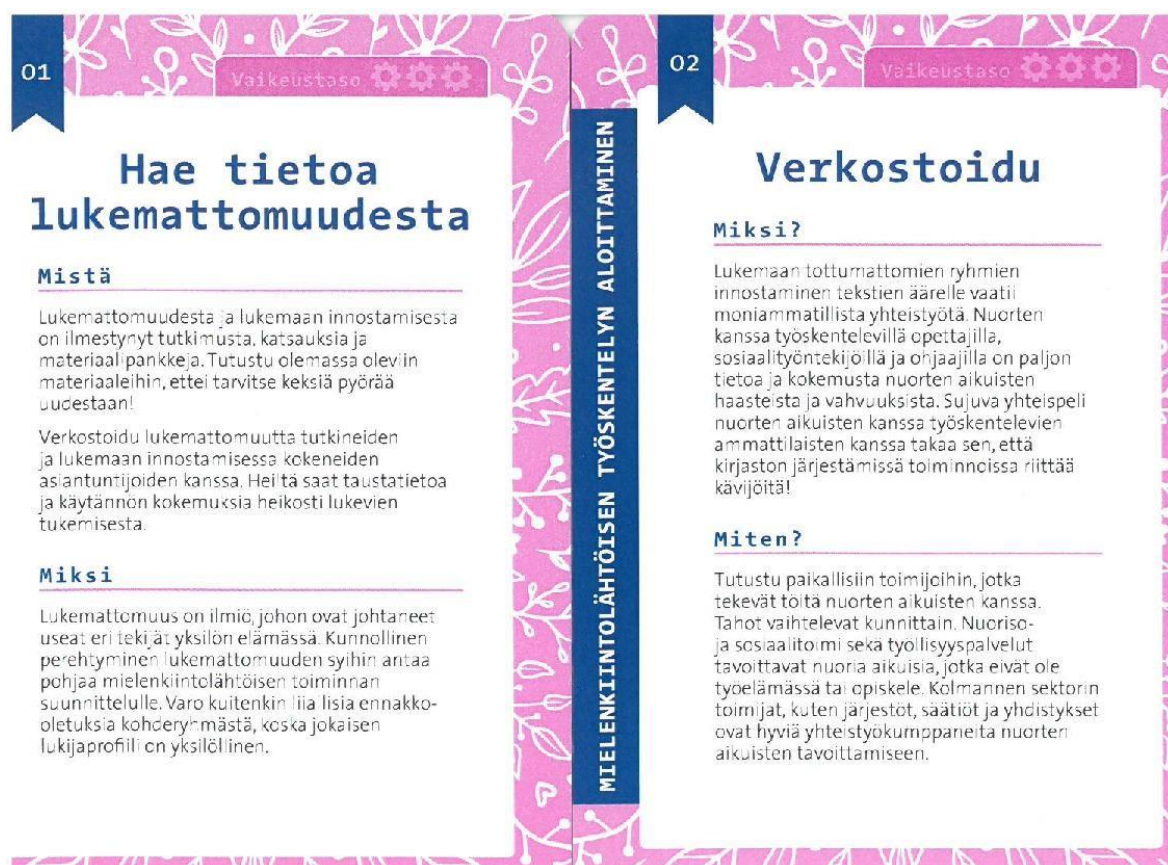 01
Vaikeustaso
Hae tietoa
lukemattomuudesta
Mistä
Lukemattomuudesta ja lukemaan innostamisesta
on ilmestynyt tutkimusta, katsauksia ja
materiaalipankkeja. Tutustu olemassa oleviin
materiaaleihin, ettei tarvitse keksiä pyörää
uudestaan!
Verkostoidu lukemattomuutta tutkineiden
ja lukemaan innostamisessa kokeneiden
asiantuntijoiden kanssa. Heiltä saat taustatietoa
ja käytännön kokemuksia heikosti lukevien
tukemisesta.
Miksi
Lukemattomuus on ilmiö, johon ovat johtaneet
useat eri tekijät yksilön elämässä. Kunnollinen
perehtyminen lukemattomuuden syihin antaa
pohjaa mielenkiintolähtöisen toiminnan
suunnittelulle. Varo kuitenkin liiallisia ennakko-
oletuksia kohderyhmästä, koska jokaisen
lukijaprofiili on yksilöllinen.
MIELENKIINTOLÄHTÖISEN TYÖSKENTELYN ALOITTAMINEN
02
Vaikeustaso
Verkostoidu
Miksi?
Lukemaan tottumattomien ryhmien
innostaminen tekstien äärelle vaatii
moniammatillista yhteistyötä. Nuorten
kanssa työskentelevillä opettajilla,
sosiaalityöntekijöillä ja ohjaajilla on paljon
tietoa ja kokemusta nuorten aikuisten
haasteista ja vahvuuksista. Sujuva yhteispeli
nuorten aikuisten kanssa työskentelevien
ammattilaisten kanssa takaa sen, että
kirjaston järjestämissä toiminnoissa riittää
kävijöitä!
Miten?
Tutustu paikallisiin toimijoihin, jotka
tekevät töitä nuorten aikuisten kanssa.
Tahot vaihtelevat kunnittain. Nuoriso-
ja sosiaalitoimi sekä työllisyyspalvelut
tavoittavat nuoria aikuisia, jotka eivät ole
työelämässä tai opiskele. Kolmannen sektorin
toimijat, kuten järjestöt, säätiöt ja yhdistykset
ovat hyviä yhteistyökumppaneita nuorten
aikuisten tavoittamiseen.